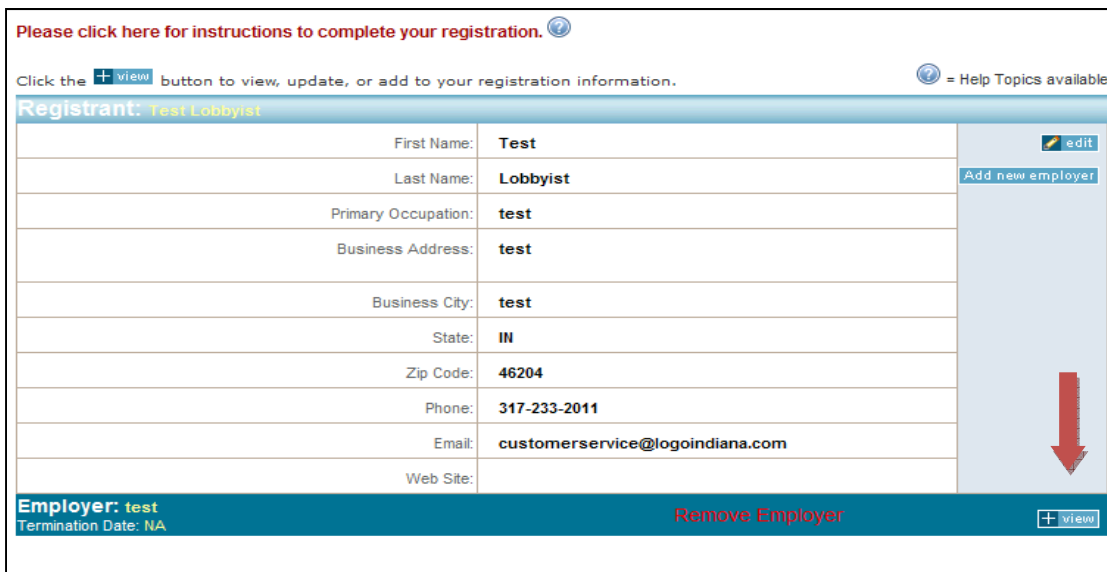 Please click here for instructions to complete your registration. ?
Click the + view button to view, update, or add to your registration information.
? = Help Topics available
Registrant: Test Lobbyist
First Name: Test
edit
Last Name: Lobbyist
Add new employer
Primary Occupation: test
Business Address: test
Business City: test
State: IN
Zip Code: 46204
Phone: 317-233-2011
Email: customerservice@logoindiana.com
Web Site:
Employer: test
Termination Date: NA
Remove Employer
+ view